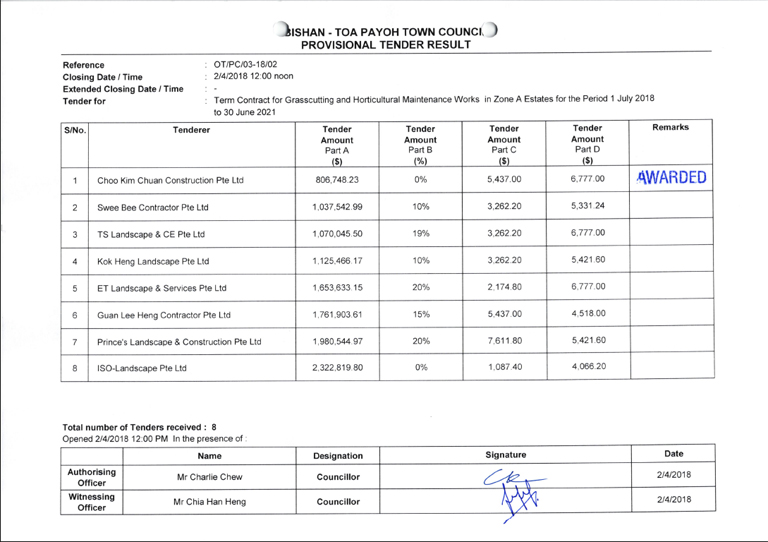 BISHAN - TOA PAYOH TOWN COUNCIL
PROVISIONAL TENDER RESULT
Reference : OT/PC/03-18/02
Closing Date / Time : 2/4/2018 12:00 noon
Extended Closing Date / Time : -
Tender for : Term Contract for Grasscutting and Horticultural Maintenance Works in Zone A Estates for the Period 1 July 2018
to 30 June 2021
S/No. Tenderer Tender Amount Part A ($) Tender Amount Part B (%) Tender Amount Part C ($) Tender Amount Part D ($) Remarks
1 Choo Kim Chuan Construction Pte Ltd 806,748.23 0% 5,437.00 6,777.00 AWARDED
2 Swee Bee Contractor Pte Ltd 1,037,542.99 10% 3,262.20 5,331.24
3 TS Landscape & CE Pte Ltd 1,070,045.50 19% 3,262.20 6,777.00
4 Kok Heng Landscape Pte Ltd 1,125,466.17 10% 3,262.20 5,421.60
5 ET Landscape & Services Pte Ltd 1,653,633.15 20% 2,174.80 6,777.00
6 Guan Lee Heng Contractor Pte Ltd 1,761,903.61 15% 5,437.00 4,518.00
7 Prince's Landscape & Construction Pte Ltd 1,980,544.97 20% 7,611.80 5,421.60
8 ISO-Landscape Pte Ltd 2,322,819.80 0% 1,087.40 4,066.20
Total number of Tenders received : 8
Opened 2/4/2018 12:00 PM In the presence of :
Name Designation Signature Date
Authorising Officer Mr Charlie Chew Councillor 2/4/2018
Witnessing Officer Mr Chia Han Heng Councillor 2/4/2018